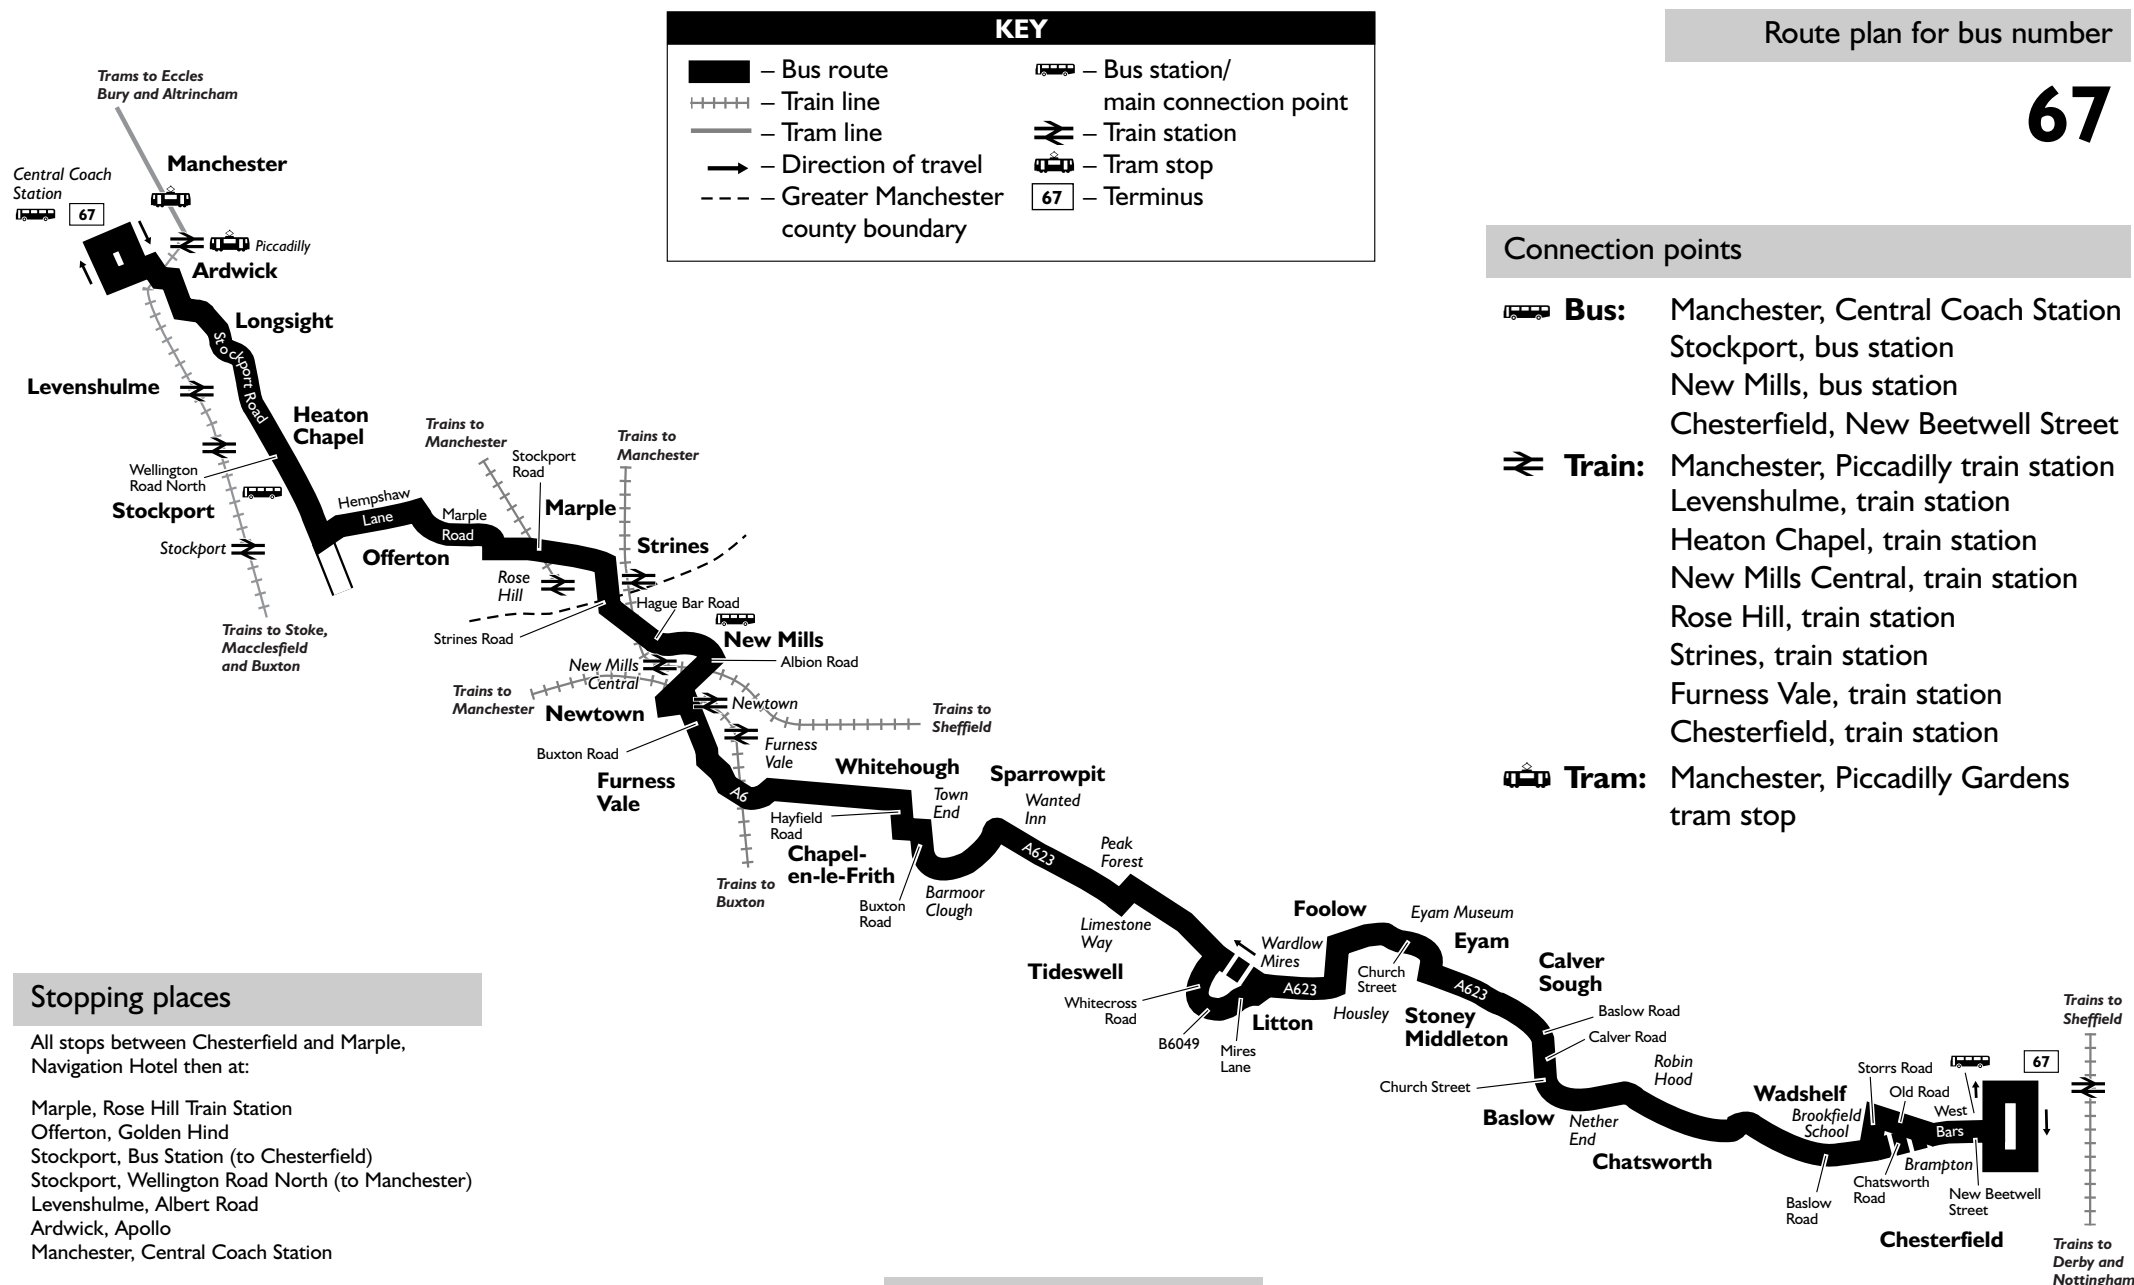 Route plan for bus number
67
KEY
– Bus route
– Train line
– Tram line
– Direction of travel
– Greater Manchester
county boundary
– Bus station/
main connection point
– Train station
– Tram stop
67 – Terminus
Connection points
Bus: Manchester, Central Coach Station
Stockport, bus station
New Mills, bus station
Chesterfield, New Beetwell Street
Train: Manchester, Piccadilly train station
Levenshulme, train station
Heaton Chapel, train station
New Mills Central, train station
Rose Hill, train station
Strines, train station
Furness Vale, train station
Chesterfield, train station
Tram: Manchester, Piccadilly Gardens
tram stop
Trams to Eccles
Bury and Altrincham
Manchester
Central Coach
Station
67
Piccadilly
Ardwick
Longsight
Stockport Road
Levenshulme
Heaton
Chapel
Wellington
Road North
Stockport
Stockport
Trains to Stoke,
Macclesfield
and Buxton
Hempshaw
Lane
Offerton
Marple
Road
Trains to
Manchester
Stockport
Road
Marple
Trains to
Manchester
Strines
Rose
Hill
Strines Road
Hague Bar Road
New Mills
Albion Road
New Mills
Central
Trains to
Manchester
Newtown
Newtown
Trains to
Sheffield
Buxton Road
Furness
Vale
Furness
Vale
A6
Trains to
Buxton
Whitehough
Town
End
Hayfield
Road
Chapel-
en-le-Frith
Buxton
Road
Barmoor
Clough
Sparrowpit
Wanted
Inn
A623
Peak
Forest
Limestone
Way
Tideswell
Whitecross
Road
B6049
Mires
Lane
Litton
Wardlow
Mires
A623
Foolow
Housley
Church
Street
Eyam Museum
Eyam
A623
Stoney
Middleton
Calver
Sough
Baslow Road
Calver Road
Church Street
Baslow
Nether
End
Robin
Hood
Chatsworth
Wadshelf
Brookfield
School
Baslow
Road
Storrs Road
Old Road
Chatsworth
Road
Brampton
West
Bars
New Beetwell
Street
Chesterfield
67
Trains to
Sheffield
Trains to
Derby and
Nottingham
Stopping places
All stops between Chesterfield and Marple,
Navigation Hotel then at:
Marple, Rose Hill Train Station
Offerton, Golden Hind
Stockport, Bus Station (to Chesterfield)
Stockport, Wellington Road North (to Manchester)
Levenshulme, Albert Road
Ardwick, Apollo
Manchester, Central Coach Station